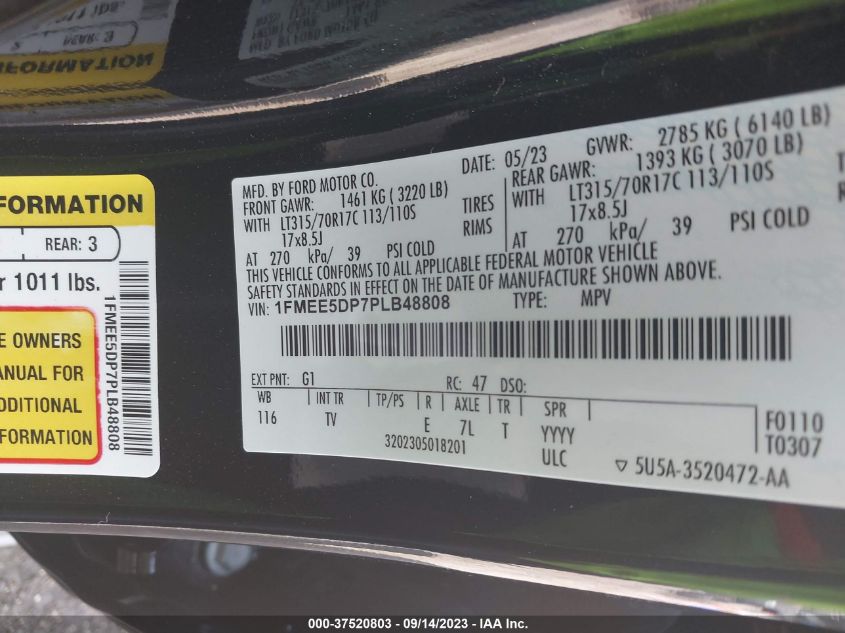 MFD. BY FORD MOTOR CO.
DATE: 05/23
GVWR: 2785 KG ( 6140 LB)
FRONT GAWR: 1461 KG ( 3220 LB)
REAR GAWR: 1393 KG ( 3070 LB)
WITH LT315/70R17C 113/110S TIRES
WITH LT315/70R17C 113/110S
17x8.5J RIMS
17x8.5J
AT 270 kPa/ 39 PSI COLD
AT 270 kPa/ 39 PSI COLD
THIS VEHICLE CONFORMS TO ALL APPLICABLE FEDERAL MOTOR VEHICLE
SAFETY STANDARDS IN EFFECT ON THE DATE OF MANUFACTURE SHOWN ABOVE.
VIN: 1FMEE5DP7PLB48808
TYPE: MPV
EXT PNT: G1
RC: 47 DSO:
WB INT TR TP/PS R AXLE TR SPR
116 TV E 7L T YYYY
3202305018201
ULC
F0110
T0307
5U5A-3520472-AA
FORMATION
REAR: 3
1011 lbs.
E OWNERS
ANUAL FOR
DDITIONAL
FORMATION
1FMEE5DP7PLB48808
000-37520803 - 09/14/2023 - IAA Inc.